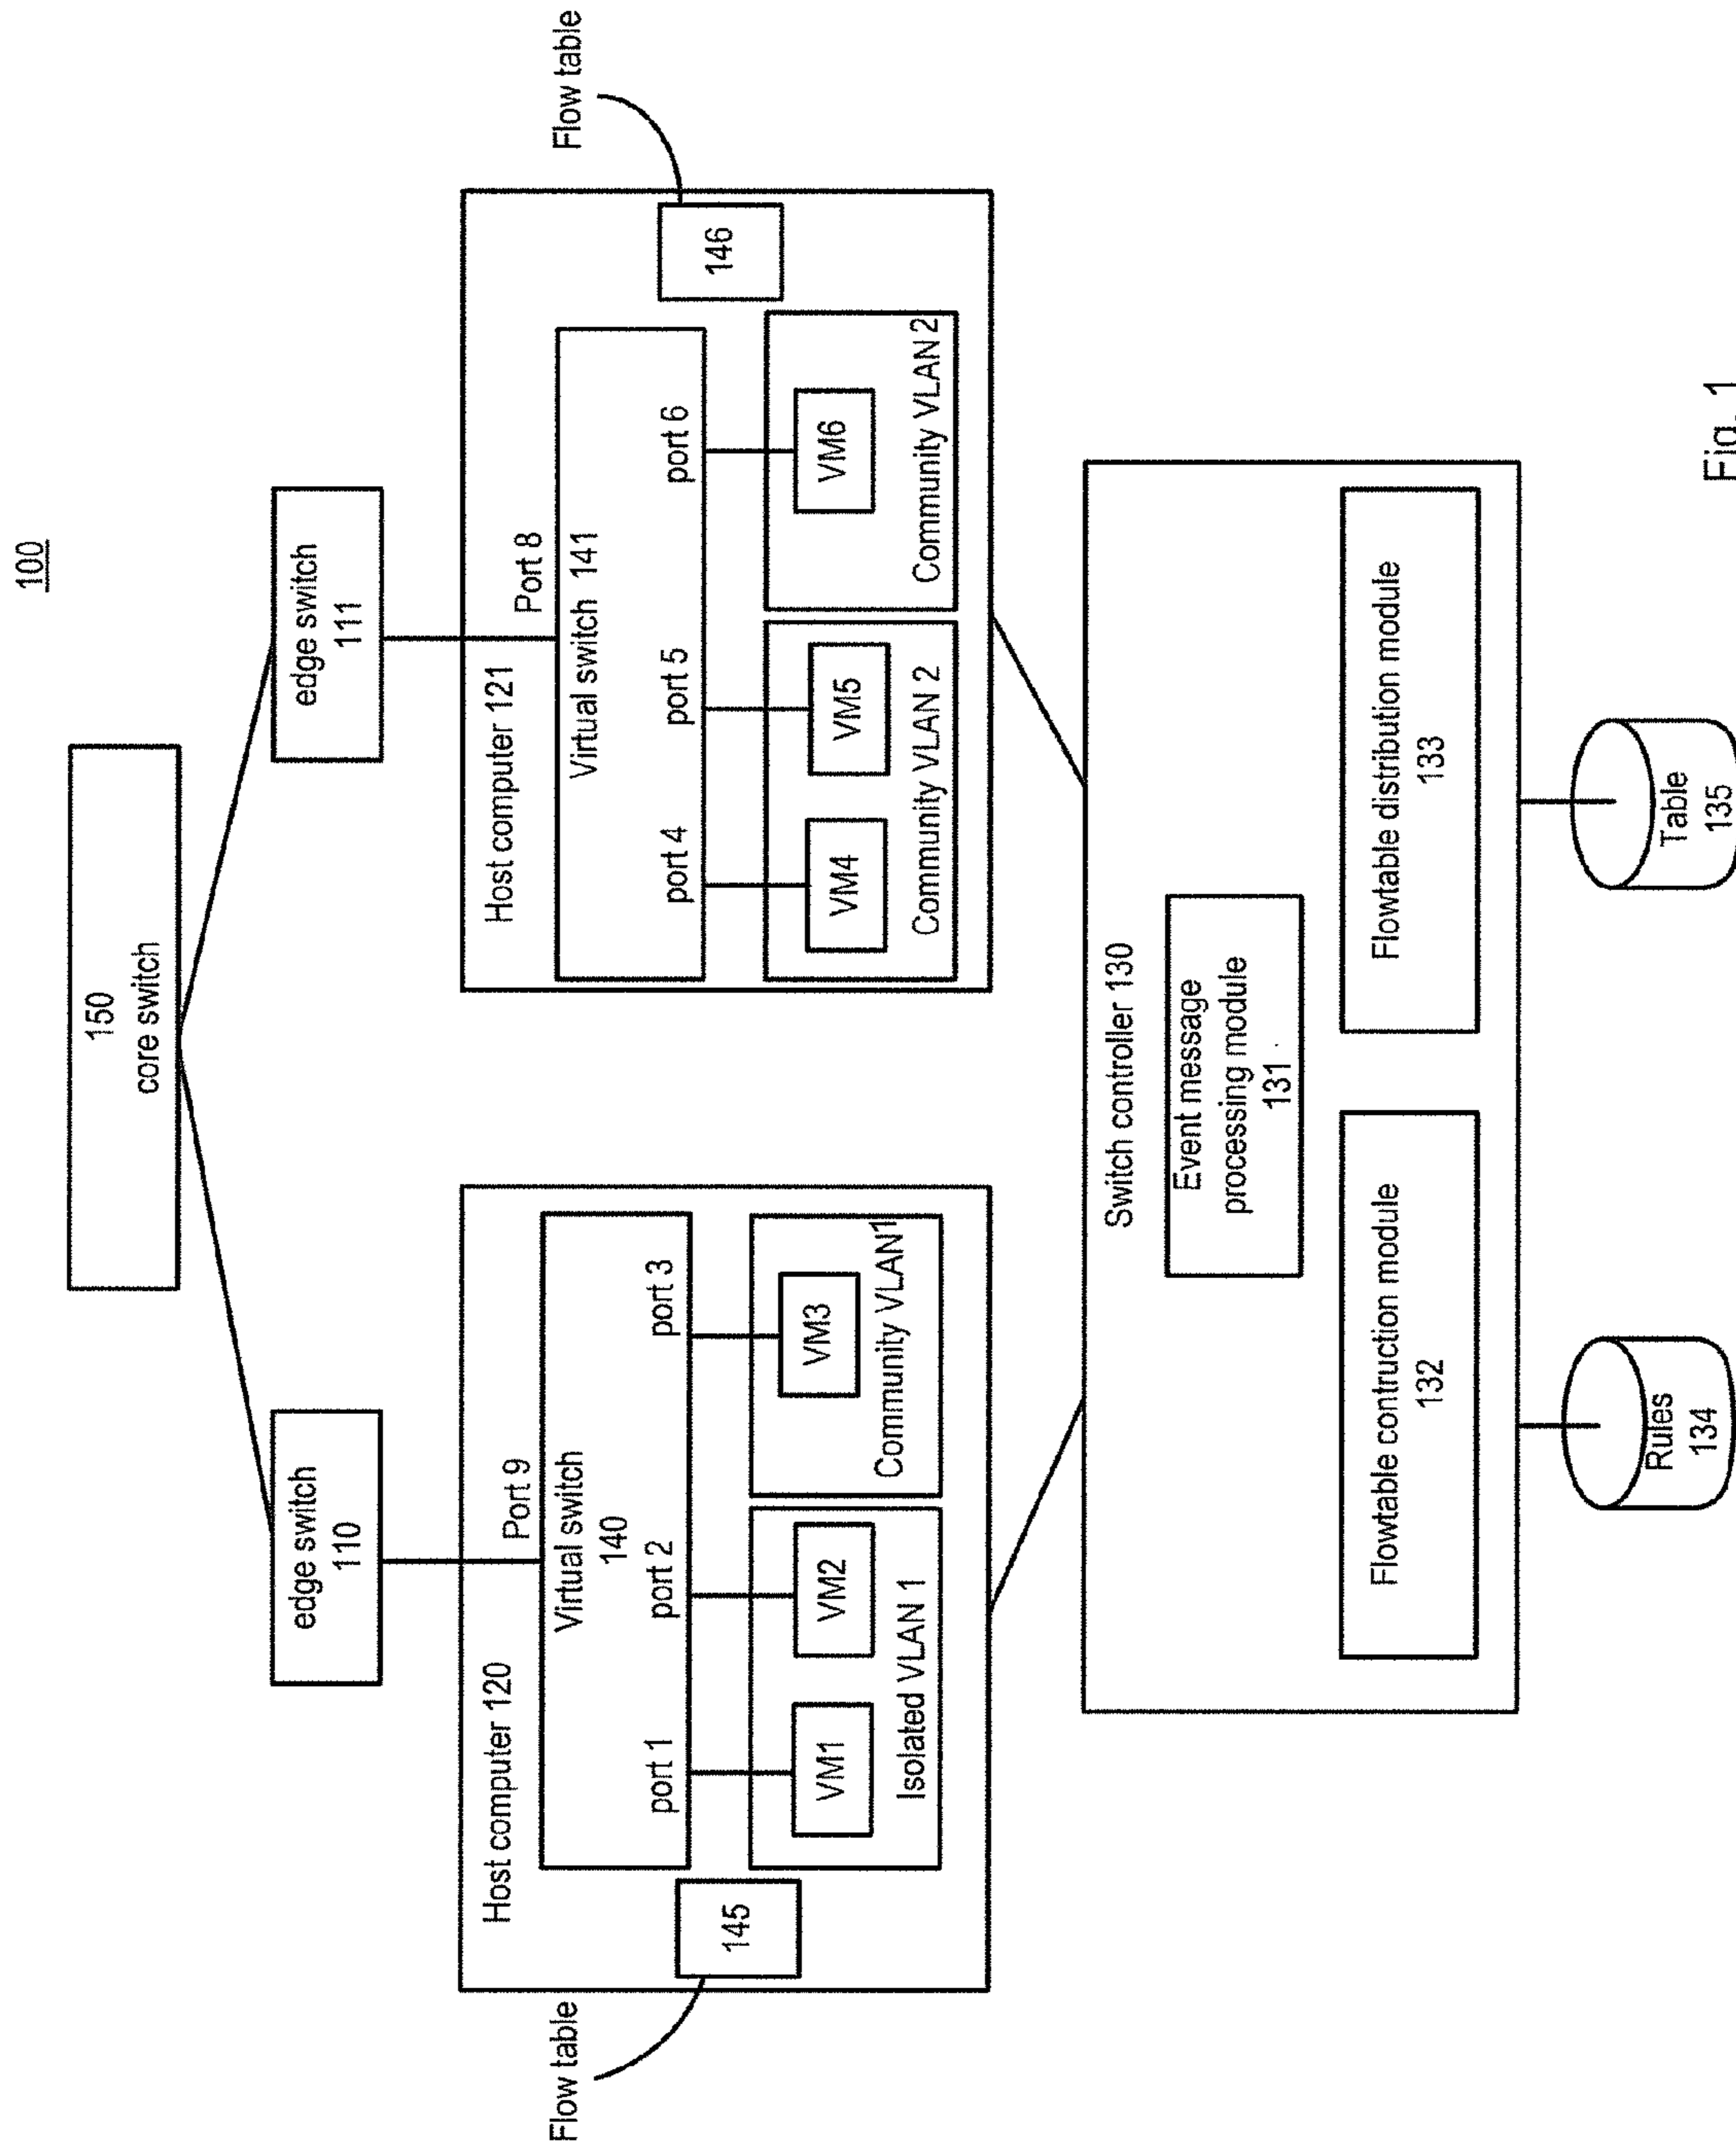 100
150
core switch
edge switch
110
edge switch
111
Flow table
Host computer 120
Port 9
Virtual switch
140
port 1
port 2
port 3
145
VM1
VM2
Isolated VLAN 1
VM3
Community VLAN1
Host computer 121
Port 8
Virtual switch 141
port 4
port 5
port 6
VM4
VM5
Community VLAN 2
VM6
Community VLAN 2
146
Flow table
Switch controller 130
Event message
processing module
131
Flowtable contruction module
132
Flowtable distribution module
133
Rules
134
Table
135
Fig. 1